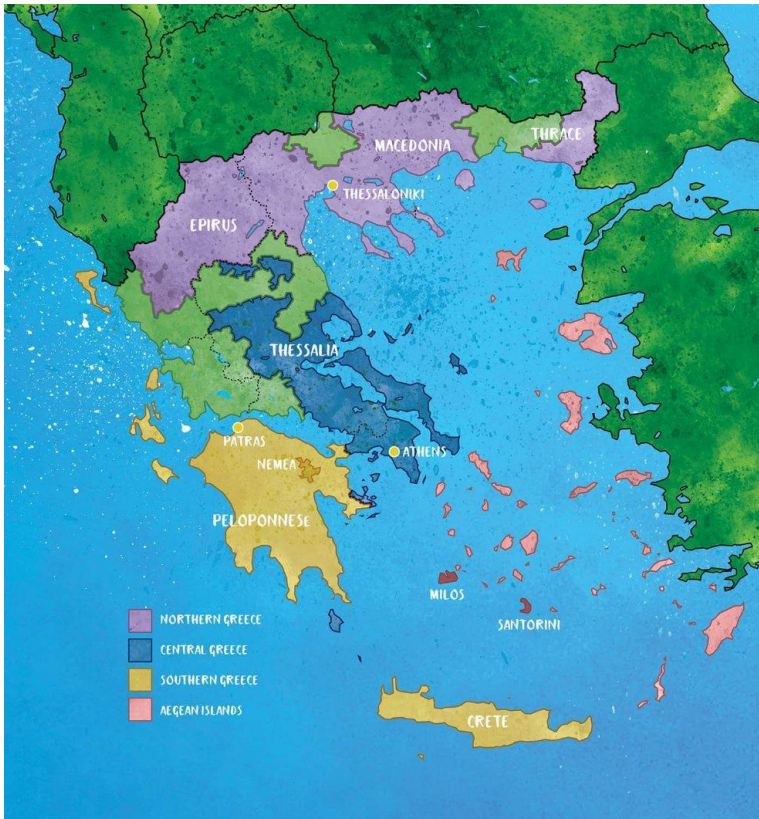 THRACE
MACEDONIA
THESSALONIKI
EPIRUS
THESSALIA
PATRAS
ATHENS
NEMEA
PELOPONNESE
MILOS
SANTORINI
NORTHERN GREECE
CENTRAL GREECE
SOUTHERN GREECE
AEGEAN ISLANDS
CRETE